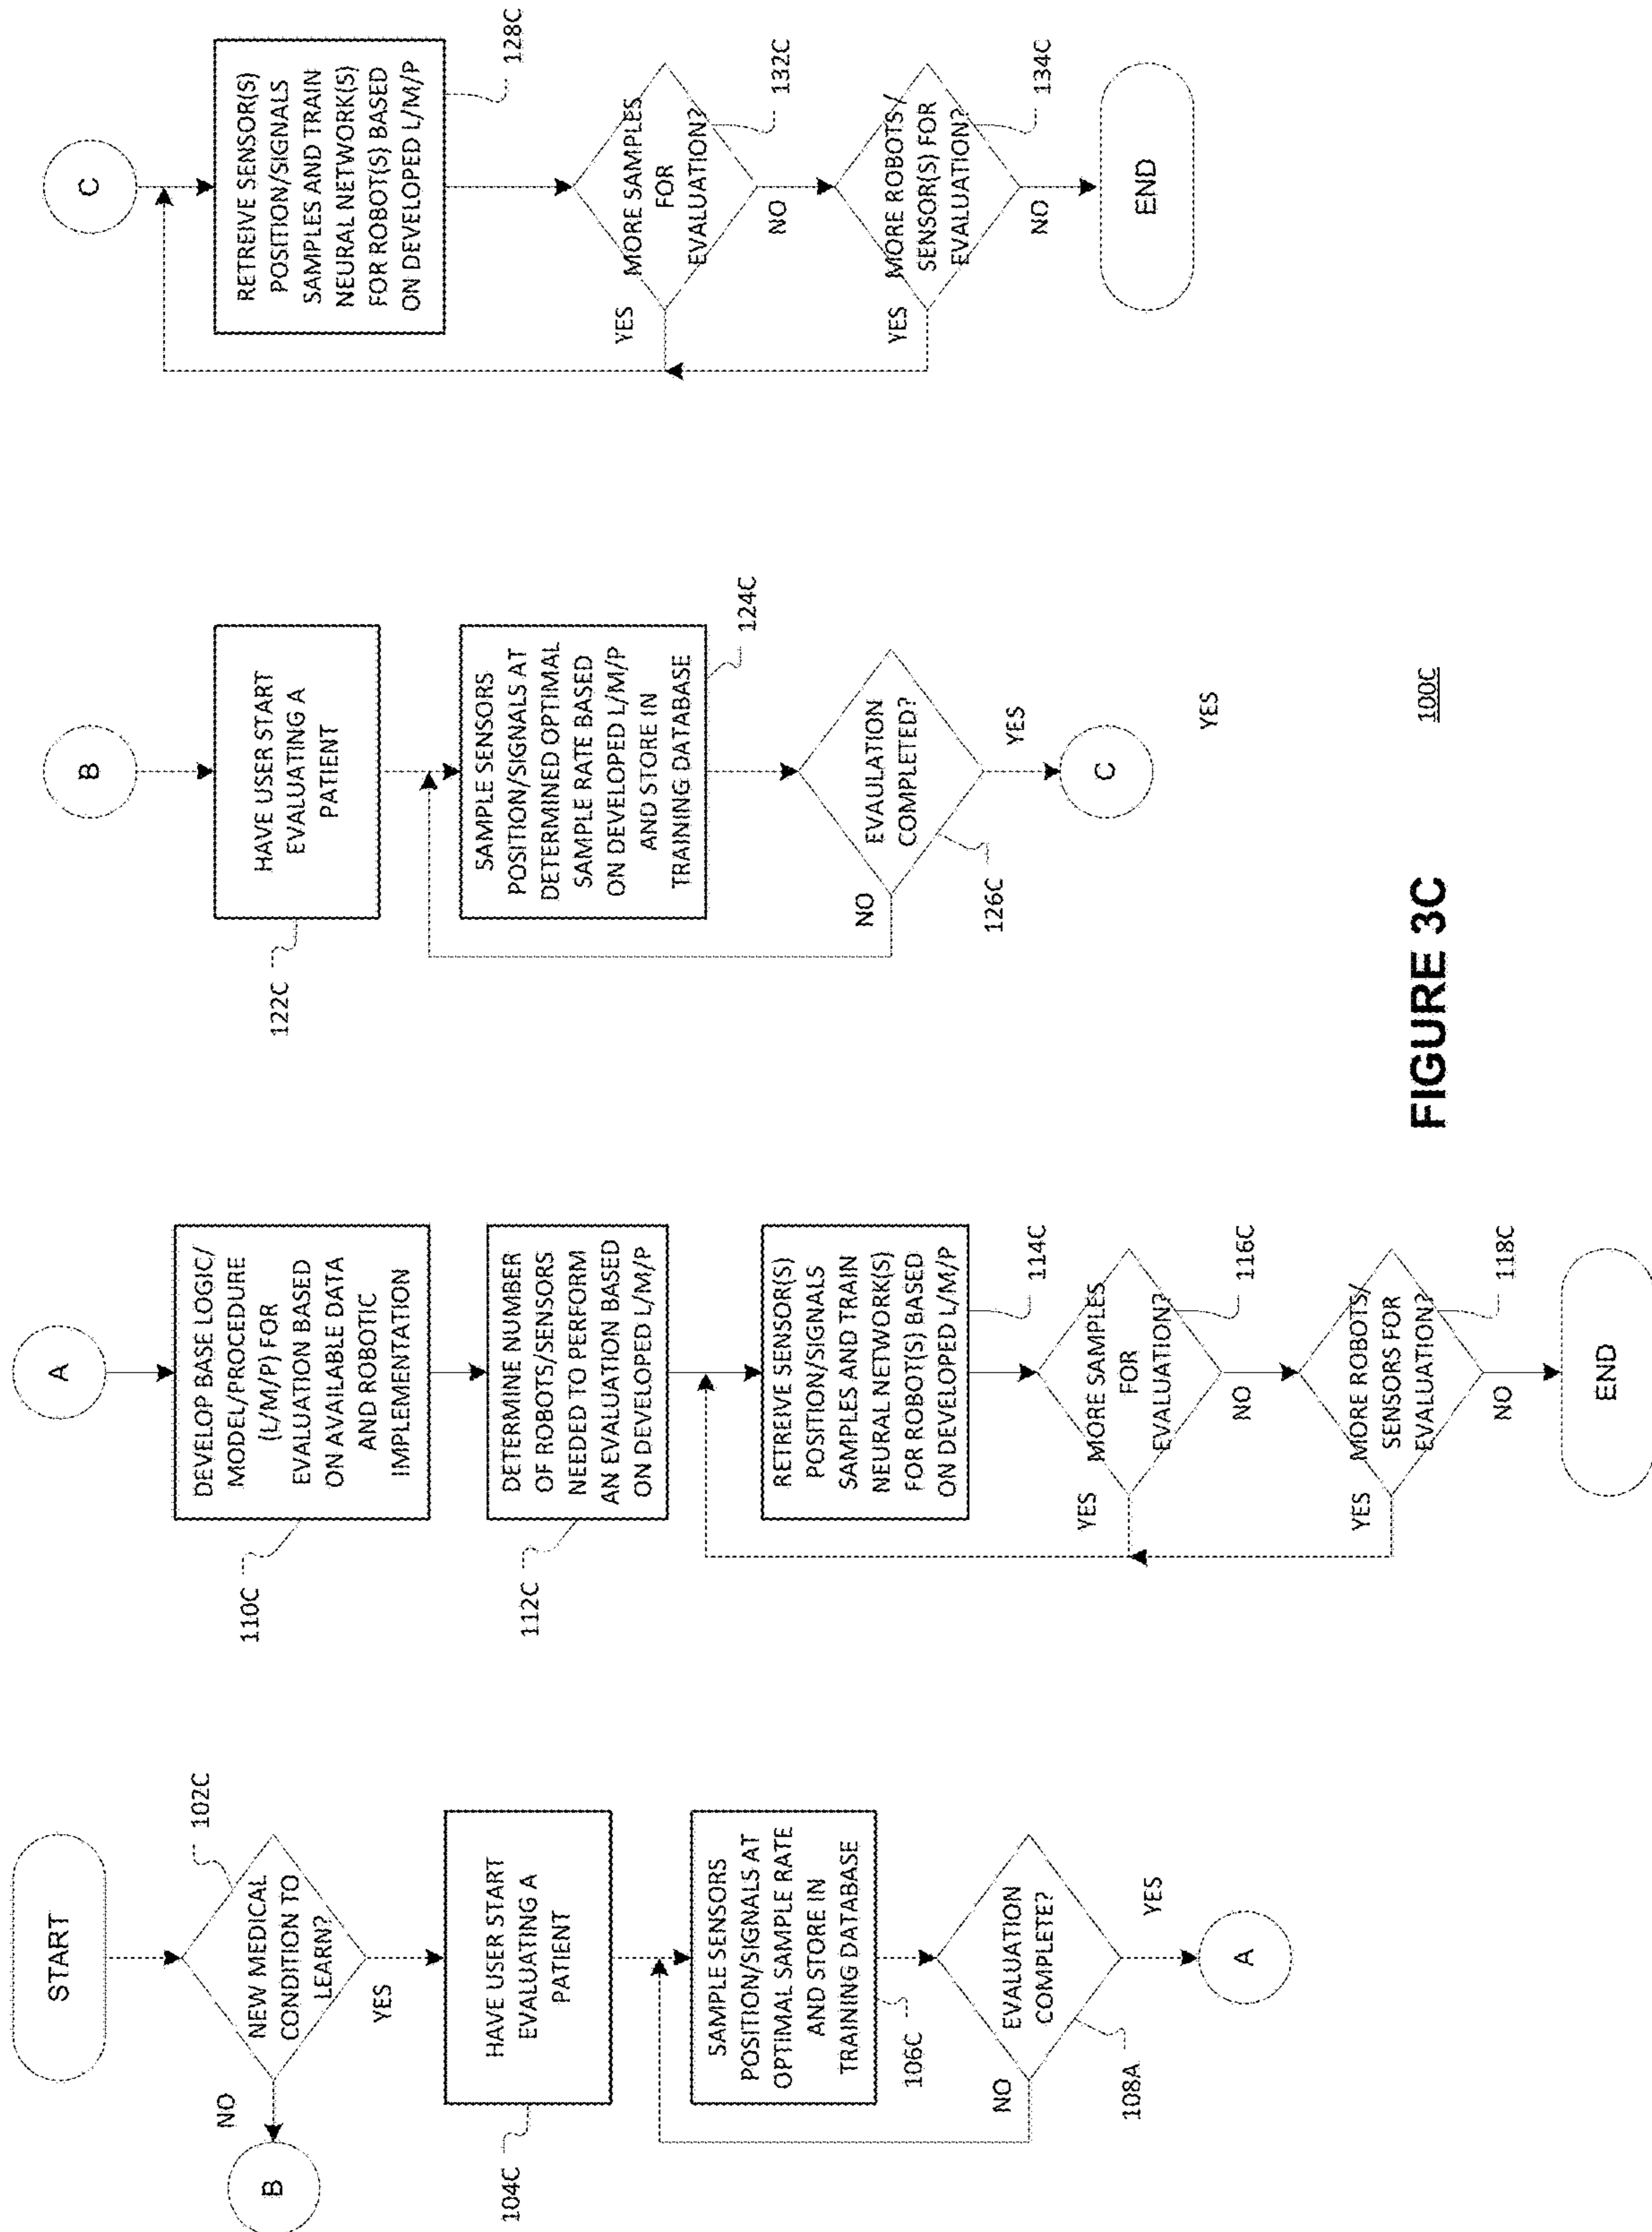 START
NEW MEDICAL
CONDITION TO
LEARN?
102C
NO
B
YES
HAVE USER START
EVALUATING A
PATIENT
104C
SAMPLE SENSORS
POSITION/SIGNALS AT
OPTIMAL SAMPLE RATE
AND STORE IN
TRAINING DATABASE
106C
EVALUATION
COMPLETE?
NO
108A
YES
A
A
DEVELOP BASE LOGIC/
MODEL/PROCEDURE
(L/M/P) FOR
EVALUATION BASED
ON AVAILABLE DATA
AND ROBOTIC
IMPLEMENTATION
110C
DETERMINE NUMBER
OF ROBOTS/SENSORS
NEEDED TO PERFORM
AN EVALUATION BASED
ON DEVELOPED L/M/P
112C
RETREIVE SENSOR(S)
POSITION/SIGNALS
SAMPLES AND TRAIN
NEURAL NETWORK(S)
FOR ROBOT(S) BASED
ON DEVELOPED L/M/P
114C
MORE SAMPLES
FOR
EVALUATION?
116C
YES
NO
MORE ROBOTS/
SENSORS FOR
EVALUATION?
118C
YES
NO
END
B
HAVE USER START
EVALUATING A
PATIENT
122C
SAMPLE SENSORS
POSITION/SIGNALS AT
DETERMINED OPTIMAL
SAMPLE RATE BASED
ON DEVELOPED L/M/P
AND STORE IN
TRAINING DATABASE
124C
EVAULATION
COMPLETED?
NO
126C
YES
C
YES
C
RETREIVE SENSOR(S)
POSITION/SIGNALS
SAMPLES AND TRAIN
NEURAL NETWORK(S)
FOR ROBOT(S) BASED
ON DEVELOPED L/M/P
128C
MORE SAMPLES
FOR
EVALUATION?
132C
YES
NO
MORE ROBOTS/
SENSOR(S) FOR
EVALUATION?
134C
YES
NO
END
FIGURE 3C
100C